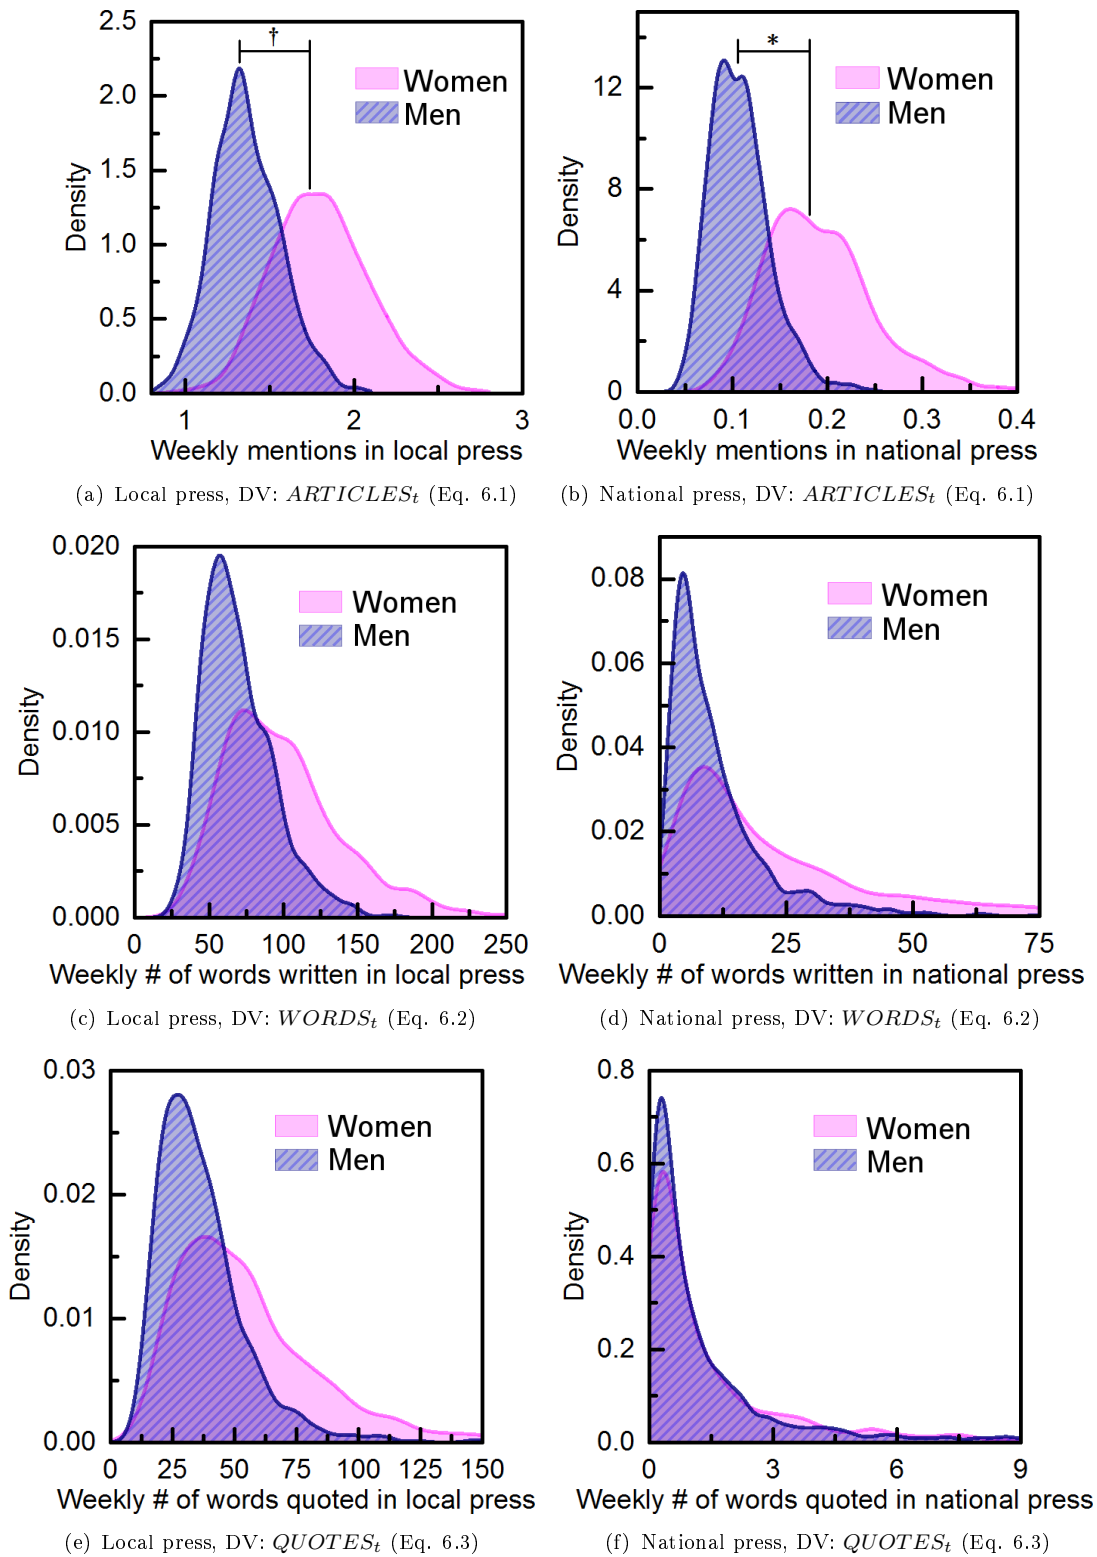 2.5
2.0
1.5
1.0
0.5
0.0
Density
†
Women
Men
1 2 3
Weekly mentions in local press
12
8
4
0
Density
*
Women
Men
0.0 0.1 0.2 0.3 0.4
Weekly mentions in national press
(a) Local press, DV: ARTICLESt (Eq. 6.1)
(b) National press, DV: ARTICLESt (Eq. 6.1)
0.020
0.015
0.010
0.005
0.000
Density
Women
Men
0 50 100 150 200 250
Weekly # of words written in local press
0.08
0.06
0.04
0.02
0.00
Density
Women
Men
0 25 50 75
Weekly # of words written in national press
(c) Local press, DV: WORDSt (Eq. 6.2)
(d) National press, DV: WORDSt (Eq. 6.2)
0.03
0.02
0.01
0.00
Density
Women
Men
0 25 50 75 100 125 150
Weekly # of words quoted in local press
0.8
0.6
0.4
0.2
0.0
Density
Women
Men
0 3 6 9
Weekly # of words quoted in national press
(e) Local press, DV: QUOTESt (Eq. 6.3)
(f) National press, DV: QUOTESt (Eq. 6.3)